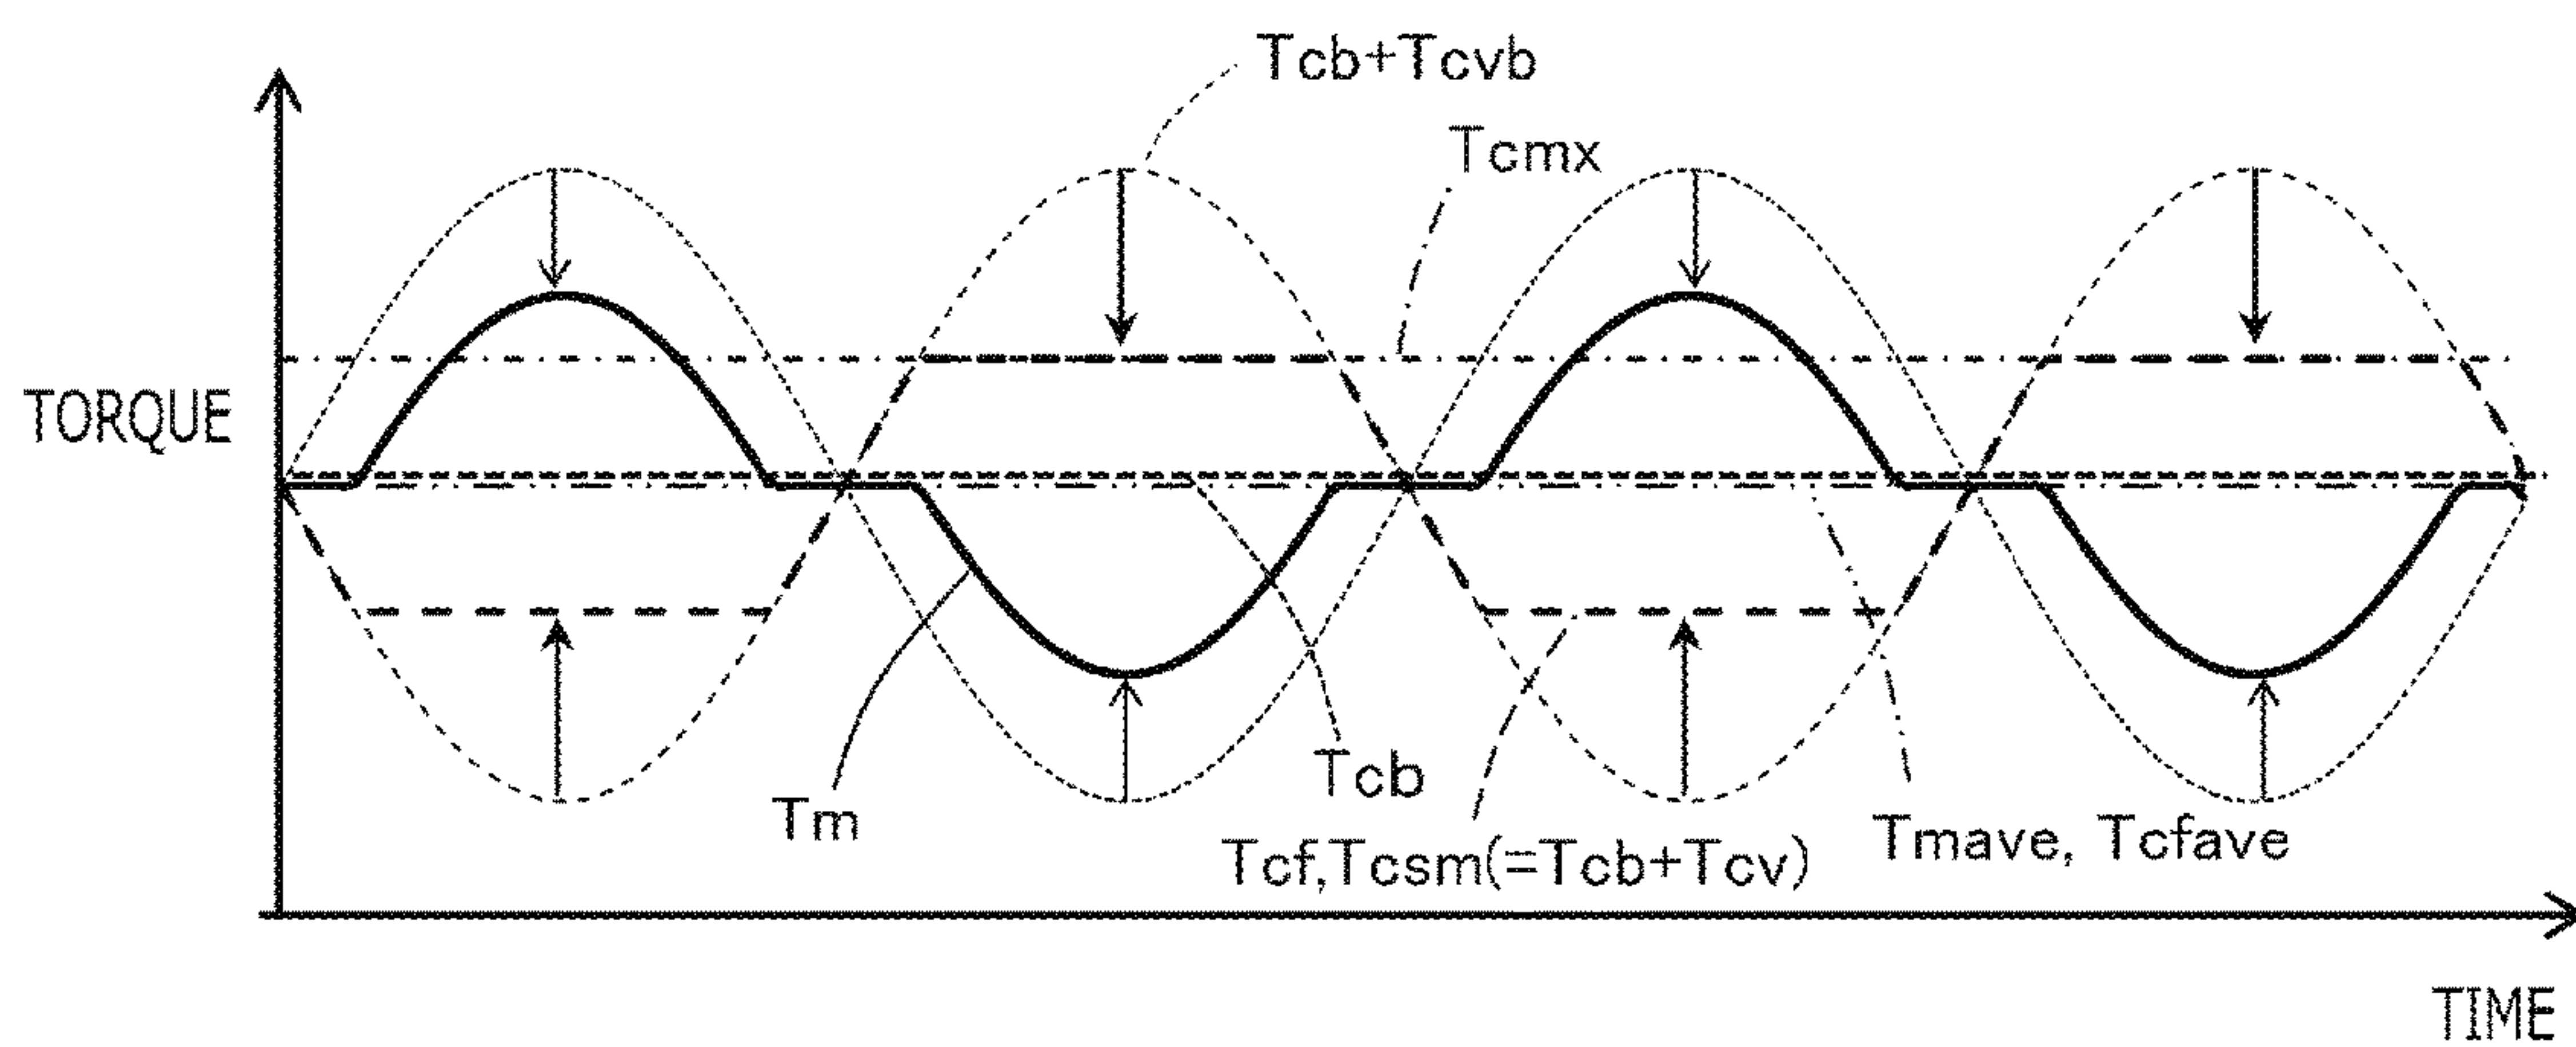 Tcb+Tcvb
Tcmx
TORQUE
Tcb
Tm
Tcf,Tcsm(=Tcb+Tcv)
Tmave, Tcfave
TIME